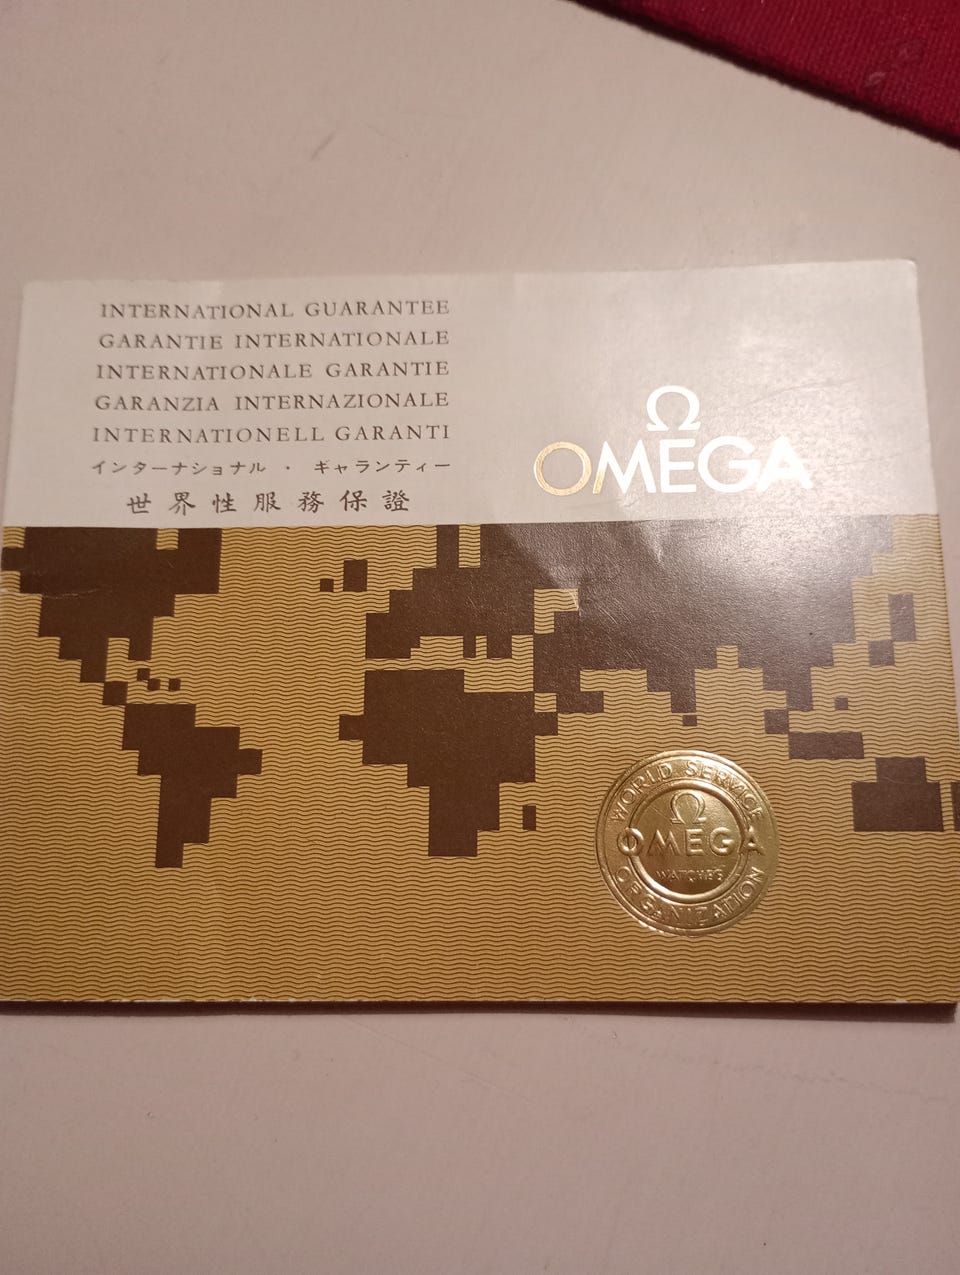 INTERNATIONAL GUARANTEE
GARANTIE INTERNATIONALE
INTERNATIONALE GARANTIE
GARANZIA INTERNAZIONALE
INTERNATIONELL GARANTI
インターナショナル · ギャランティー
世界性服務保證
Ω
OMEGA
WORLD SERVICE
Ω
OMEGA
WATCHES
ORGANIZATION